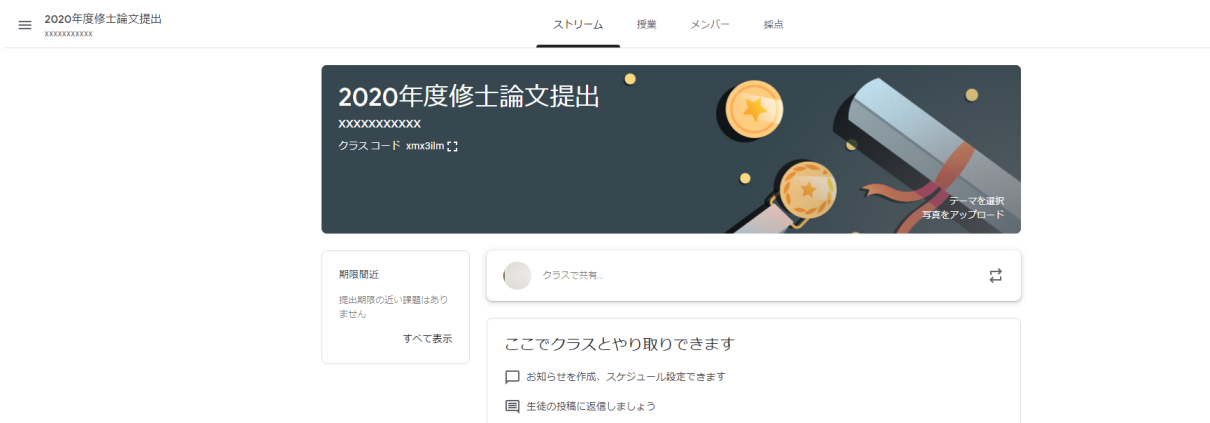 2020年度修士論文提出
xxxxxxxxxxx
ストリーム 授業 メンバー 採点
2020年度修士論文提出
xxxxxxxxxxx
クラス コード xmx3ilm
テーマを選択
写真をアップロード
期限間近
提出期限の近い課題はあり
ません
すべて表示
クラスで共有...
ここでクラスとやり取りできます
お知らせを作成、スケジュール設定できます
生徒の投稿に返信しましょう